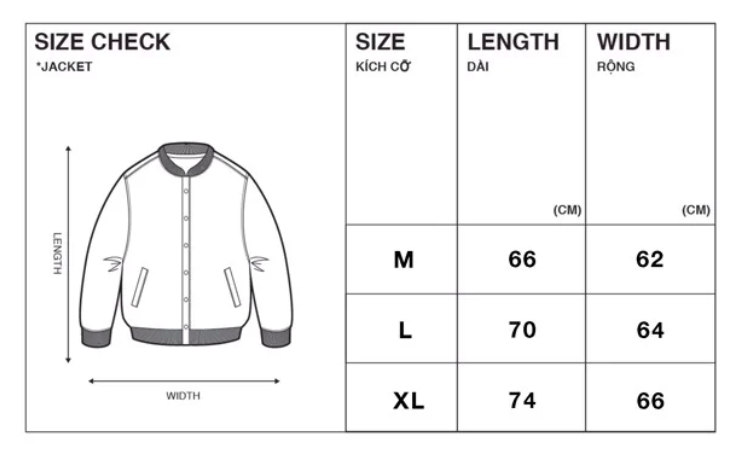 SIZE CHECK
*JACKET
LENGTH
WIDTH
SIZE LENGTH WIDTH
KÍCH CỠ DÀI RỘNG
(CM) (CM)
M 66 62
L 70 64
XL 74 66